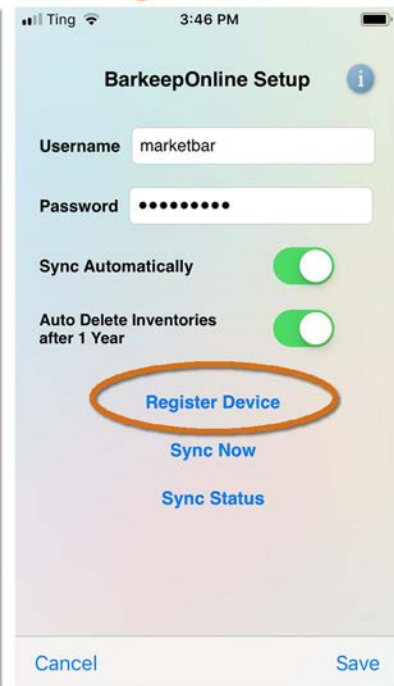 Ting 3:46 PM
BarkeepOnline Setup i
Username marketbar
Password •••••••••
Sync Automatically
Auto Delete Inventories
after 1 Year
Register Device
Sync Now
Sync Status
Cancel Save